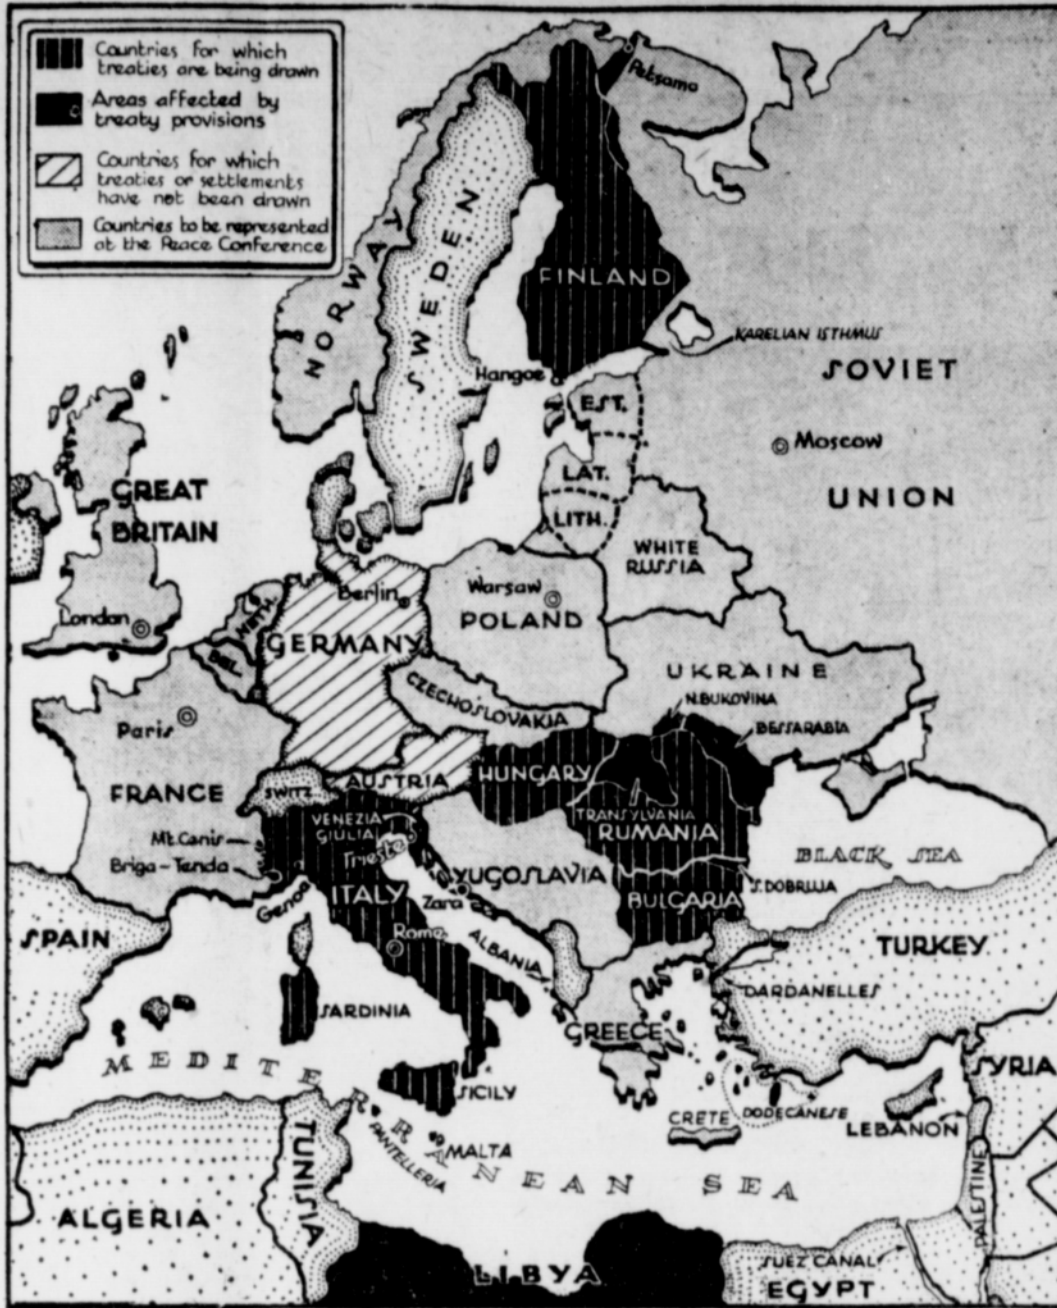 Countries for which
treaties are being drawn
Areas affected by
treaty provisions
Countries for which
treaties or settlements
have not been drawn
Countries to be represented
at the Peace Conference
Petsamo
NORWAY
SWEDEN
FINLAND
KARELIAN ISTHMUS
SOVIET
UNION
Moscow
Hangoe
EST.
LAT.
LITH.
WHITE
RUSSIA
GREAT
BRITAIN
London
NETH.
BEL.
Berlin
GERMANY
Warsaw
POLAND
UKRAINE
N. BUKOVINA
BESSARABIA
CZECHOSLOVAKIA
Paris
FRANCE
SWITZ.
AUSTRIA
HUNGARY
TRANSYLVANIA
RUMANIA
VENEZIA
GIULIA
Trieste
Mt. Canis
Briga-Tenda
Genoa
ITALY
Zara
YUGOSLAVIA
BLACK SEA
S. DOBRUJA
BULGARIA
SPAIN
Rome
ALBANIA
TURKEY
DARDANELLES
SARDINIA
GREECE
MEDITERRANEAN SEA
SICILY
CRETE
DODECANESE
SYRIA
LEBANON
PANTELLERIA
MALTA
TUNISIA
ALGERIA
PALESTINE
LIBYA
SUEZ CANAL
EGYPT